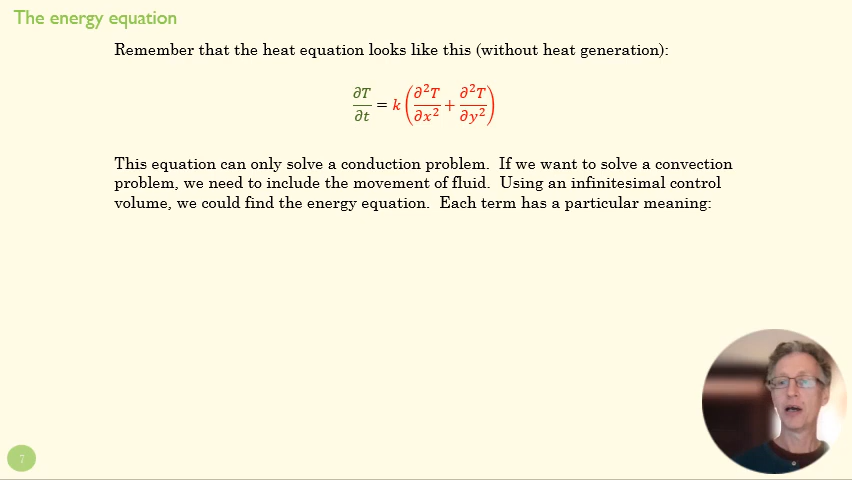 The energy equation
Remember that the heat equation looks like this (without heat generation):
∂T/∂t = k (∂²T/∂x² + ∂²T/∂y²)
This equation can only solve a conduction problem. If we want to solve a convection
problem, we need to include the movement of fluid. Using an infinitesimal control
volume, we could find the energy equation. Each term has a particular meaning:
7